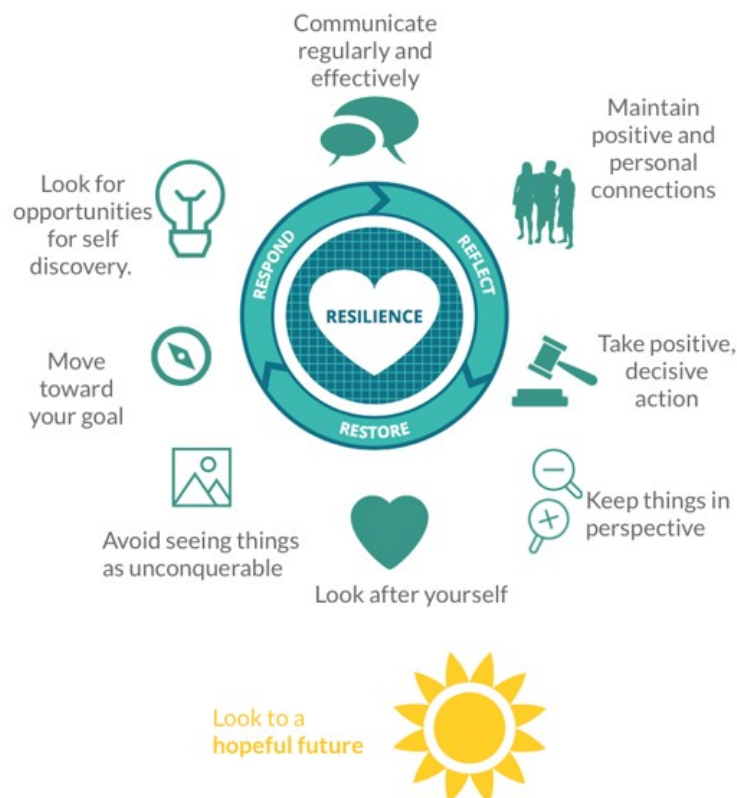 Communicate
regularly and
effectively
Maintain
positive and
personal
connections
Look for
opportunities
for self
discovery.
RESPOND
REFLECT
RESILIENCE
RESTORE
Move
toward
your goal
Take positive,
decisive
action
Avoid seeing things
as unconquerable
Keep things in
perspective
Look after yourself
Look to a
hopeful future